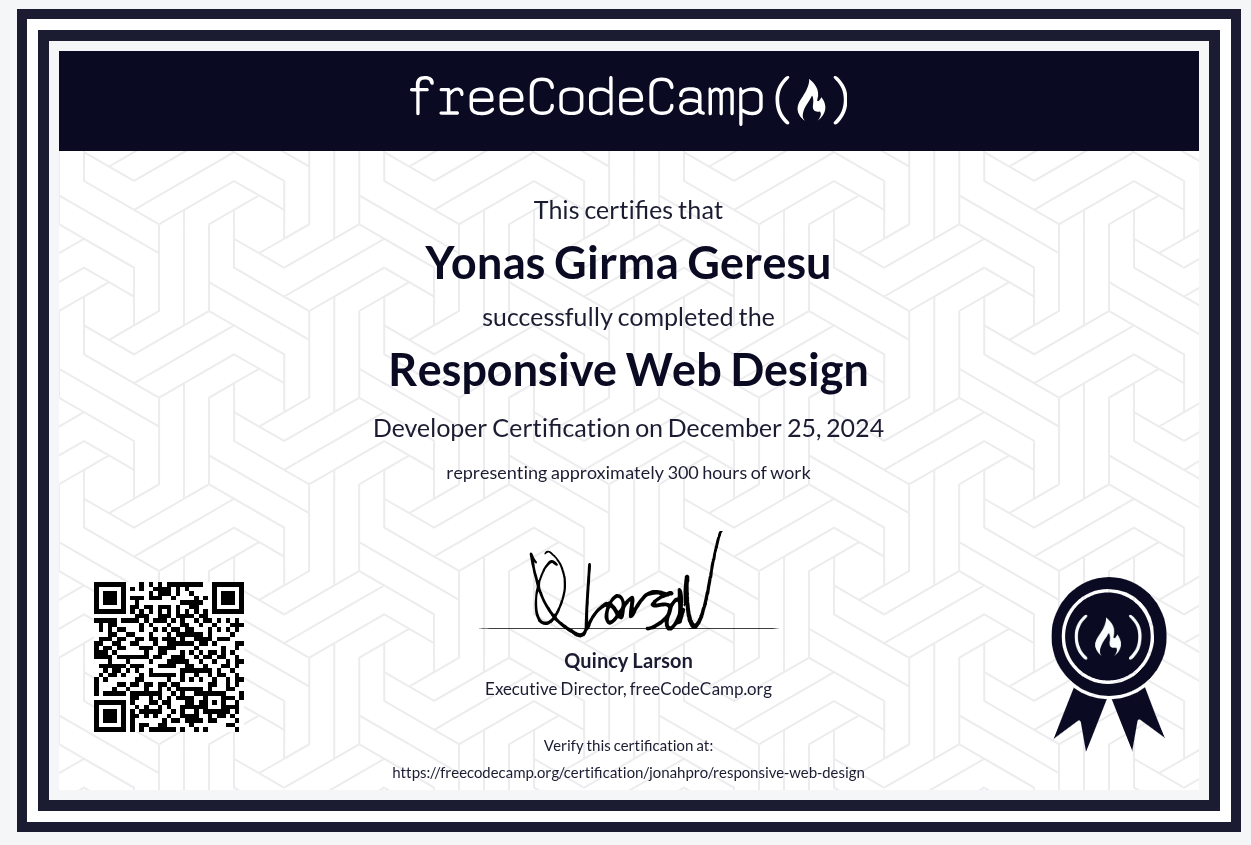 freeCodeCamp
This certifies that
Yonas Girma Geresu
successfully completed the
Responsive Web Design
Developer Certification on December 25, 2024
representing approximately 300 hours of work
Quincy Larson
Executive Director, freeCodeCamp.org
Verify this certification at:
https://freecodecamp.org/certification/jonahpro/responsive-web-design